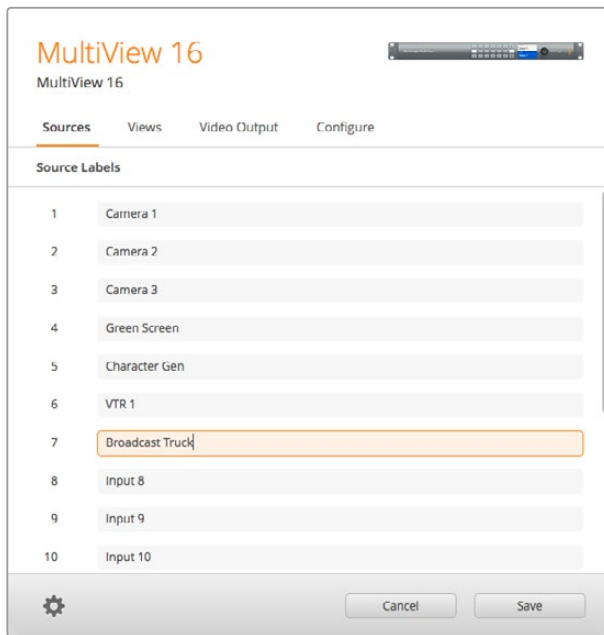 MultiView 16
MultiView 16
Sources Views Video Output Configure
Source Labels
1 Camera 1
2 Camera 2
3 Camera 3
4 Green Screen
5 Character Gen
6 VTR 1
7 Broadcast Truck
8 Input 8
9 Input 9
10 Input 10
Cancel Save